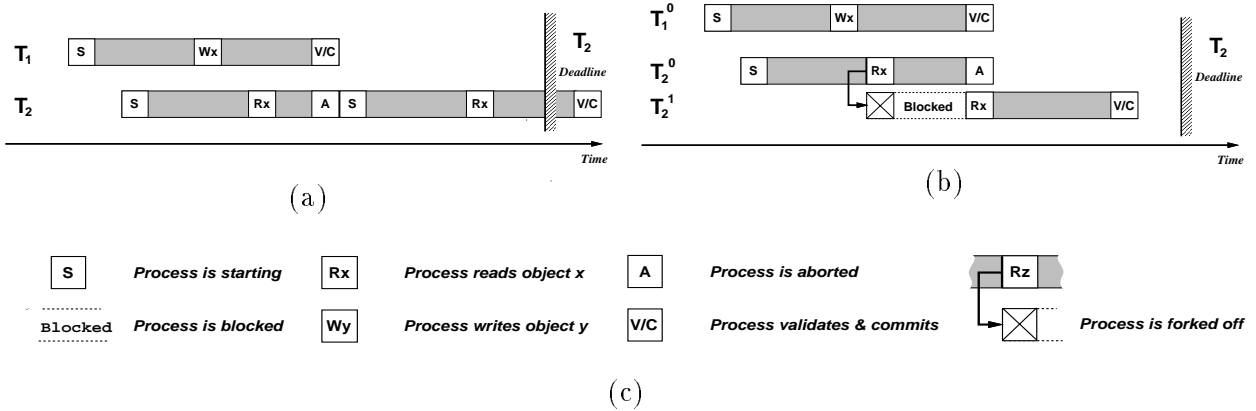 T1 S Wx V/C
T2 Deadline
T2 S Rx A S Rx V/C
Time
(a)
T1^0 S Wx V/C
T2 Deadline
T2^0 S Rx A
T2^1 Blocked Rx V/C
Time
(b)
S Process is starting
Rx Process reads object x
A Process is aborted
Rz
Blocked Process is blocked
Wy Process writes object y
V/C Process validates & commits
Process is forked off
(c)